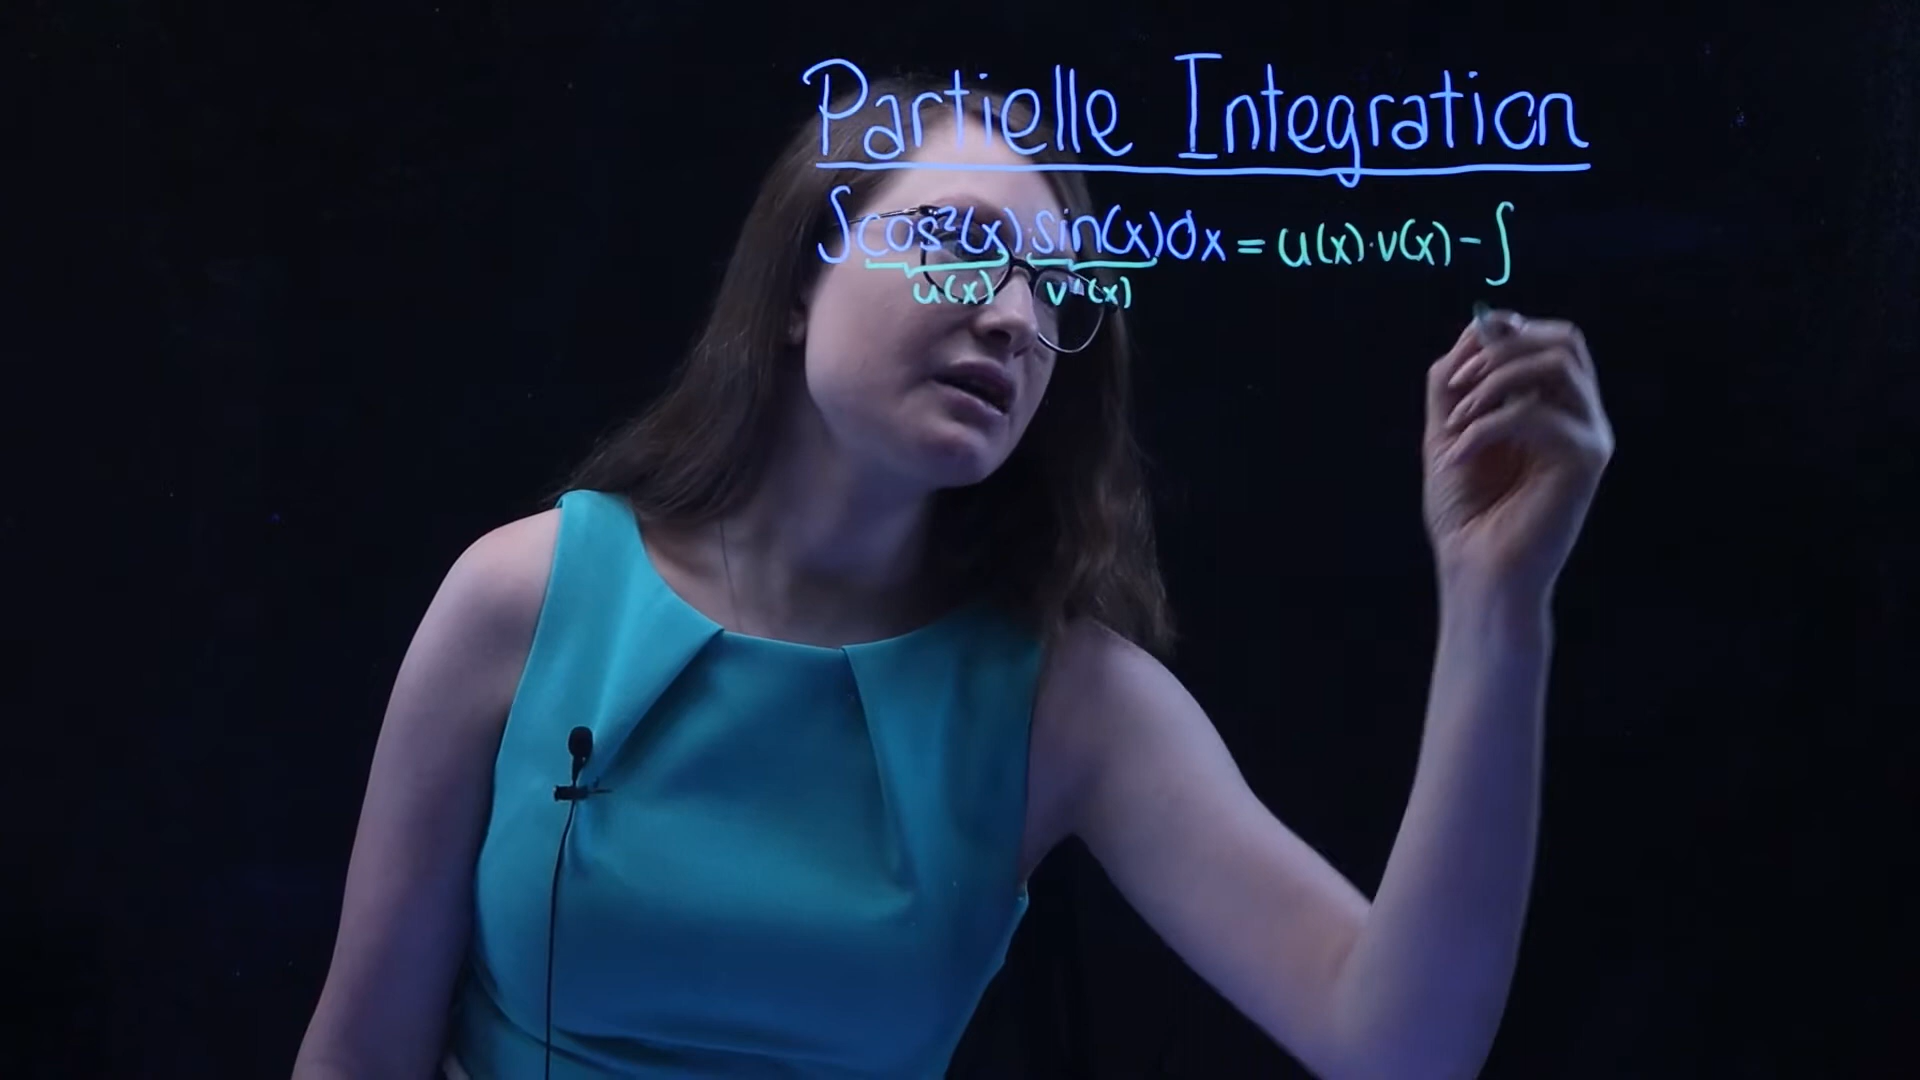 Partielle Integration
∫cos²(x) sin(x)dx = u(x)·v(x) - ∫
u(x) v'(x)